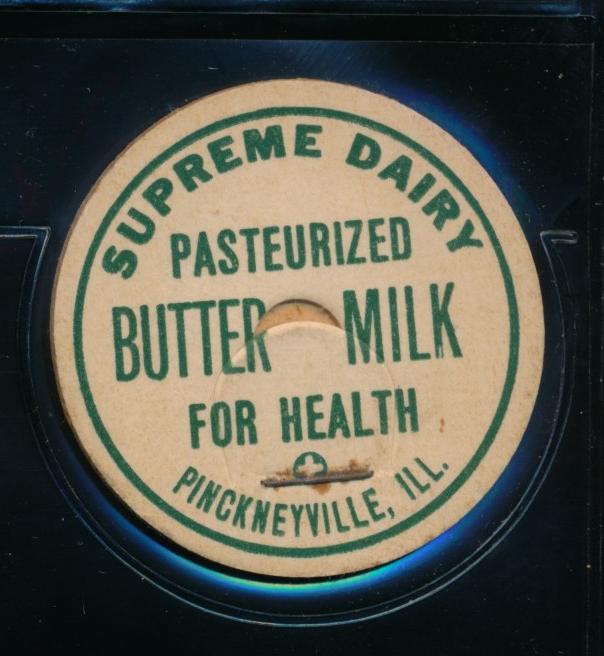 SUPREME DAIRY
PASTEURIZED
BUTTER MILK
FOR HEALTH
PINCKNEYVILLE, ILL.